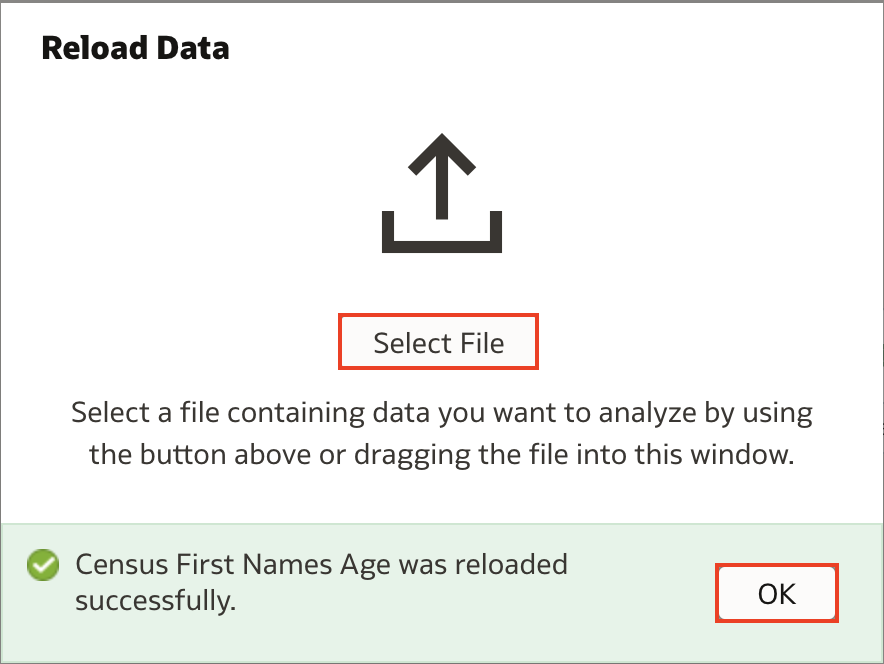 Reload Data
Select File
Select a file containing data you want to analyze by using
the button above or dragging the file into this window.
Census First Names Age was reloaded
successfully.
OK